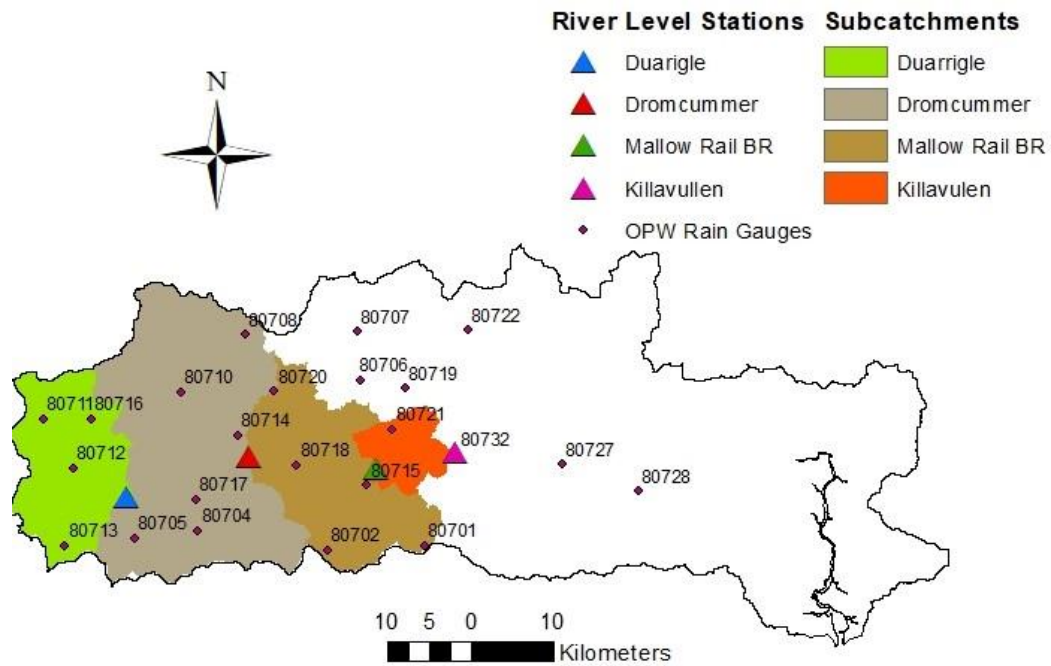 River Level Stations Subcatchments
Duarigle Duarrigle
Dromcummer Dromcummer
Mallow Rail BR Mallow Rail BR
Killavullen Killavulen
OPW Rain Gauges
N
80708 80707 80722
80710 80720 80706 80719
80711 80716 80721
80714 80732
80712 80718 80715 80727
80717 80728
80713 80705 80704 80702 80701
10 5 0 10
Kilometers